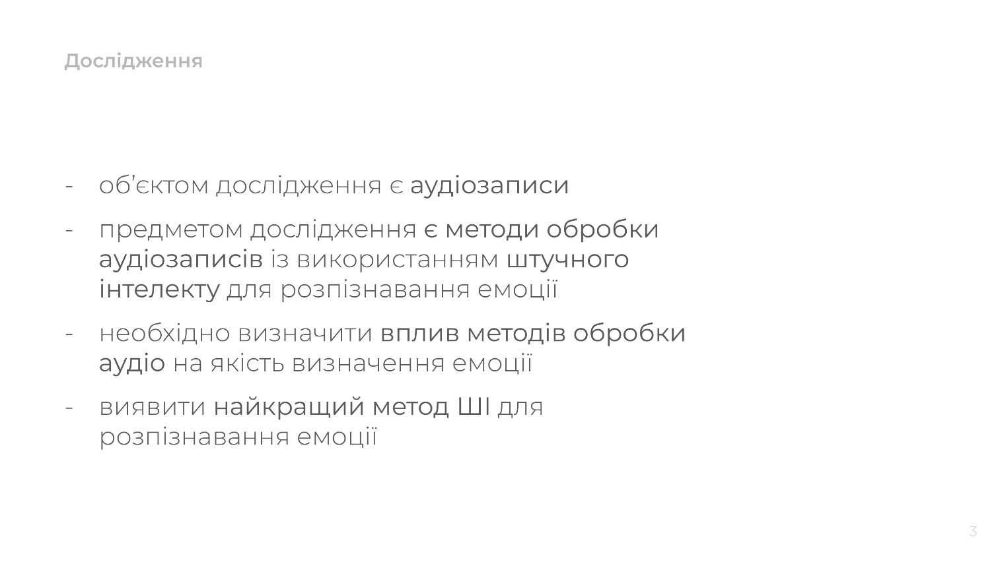 Дослідження
- об’єктом дослідження є аудіозаписи
- предметом дослідження є методи обробки
аудіозаписів із використанням штучного
інтелекту для розпізнавання емоції
- необхідно визначити вплив методів обробки
аудіо на якість визначення емоції
- виявити найкращий метод ШІ для
розпізнавання емоції
3